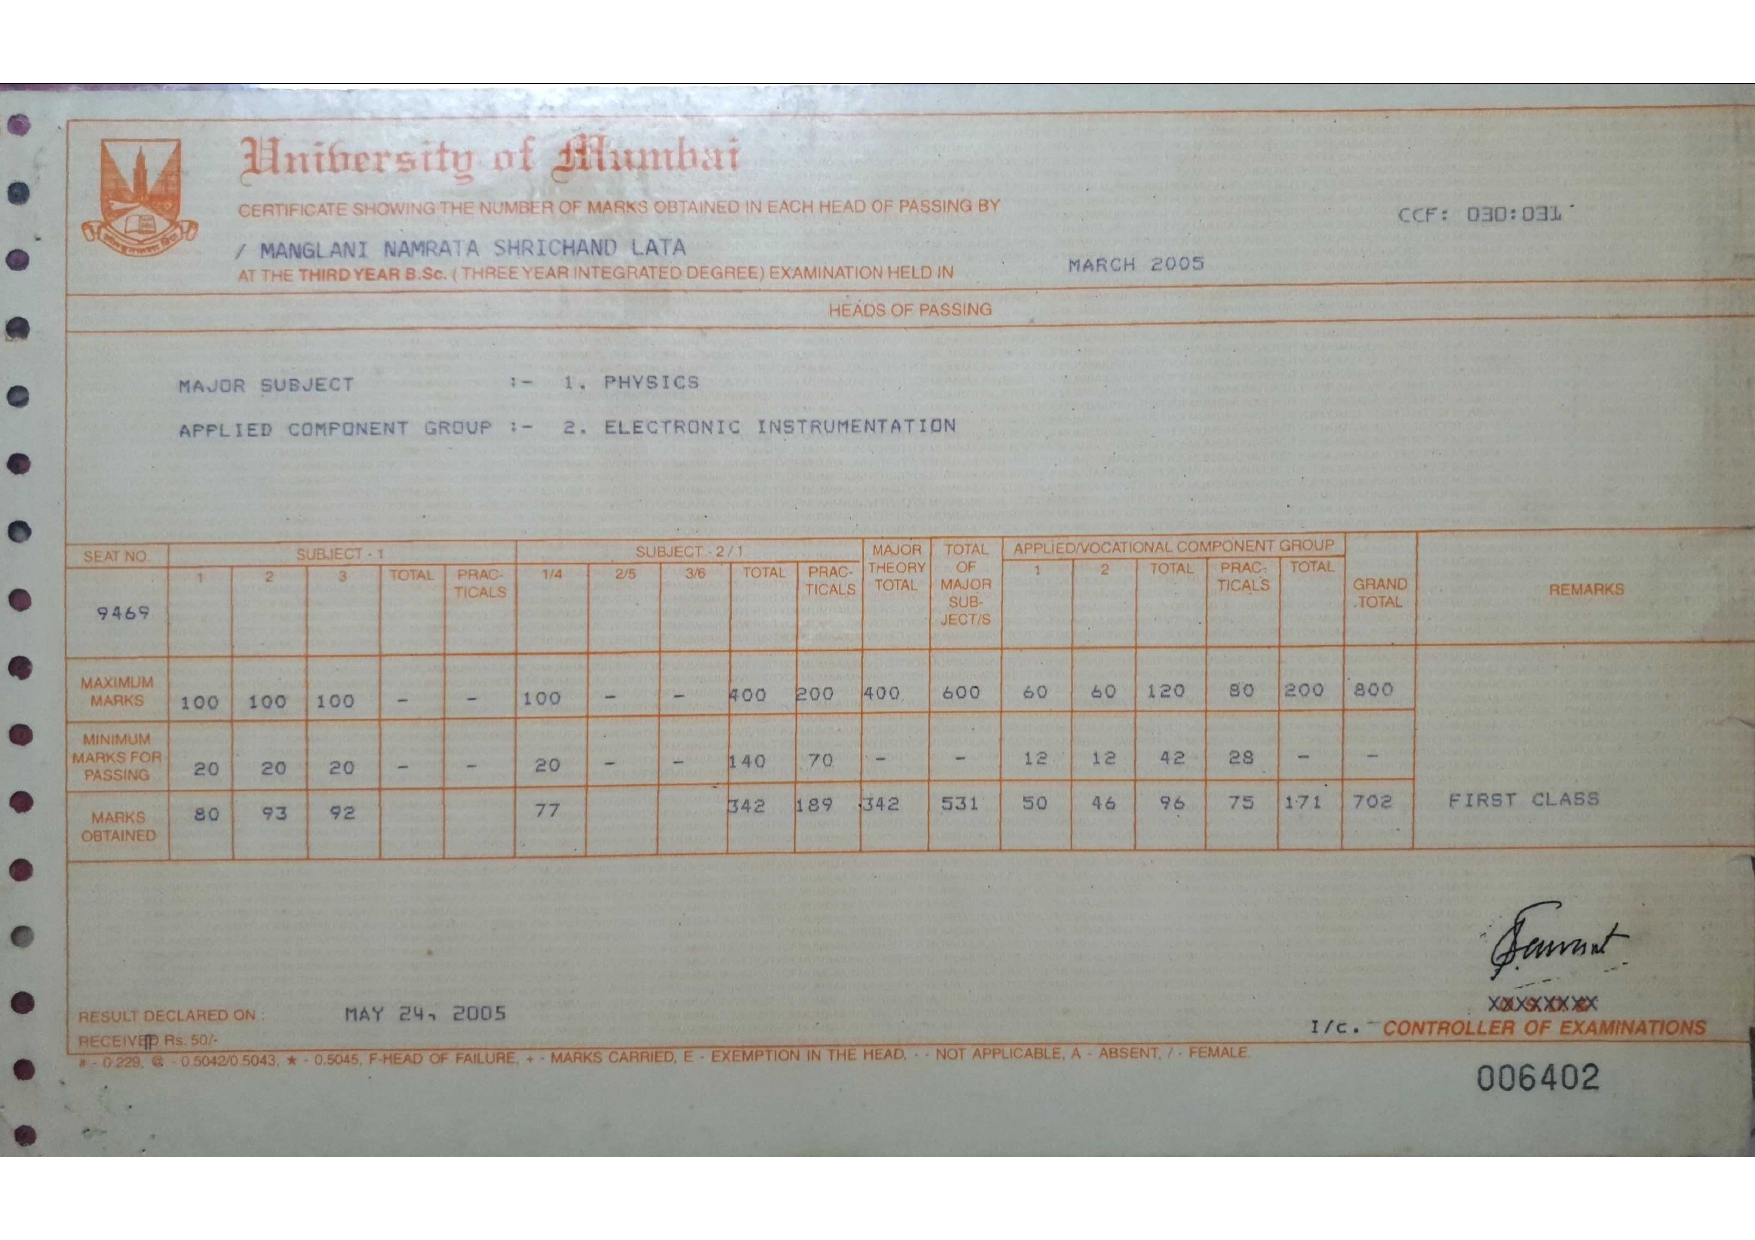 University of Mumbai
CERTIFICATE SHOWING THE NUMBER OF MARKS OBTAINED IN EACH HEAD OF PASSING BY
CCF: 030:031
/ MANGLANI NAMRATA SHRICHAND LATA
AT THE THIRD YEAR B.Sc. ( THREE YEAR INTEGRATED DEGREE) EXAMINATION HELD IN MARCH 2005
HEADS OF PASSING
MAJOR SUBJECT :- 1. PHYSICS
APPLIED COMPONENT GROUP :- 2. ELECTRONIC INSTRUMENTATION
SEAT NO. SUBJECT - 1 SUBJECT - 2 / 1 MAJOR THEORY TOTAL TOTAL OF MAJOR SUB-JECT/S APPLIED/VOCATIONAL COMPONENT GROUP GRAND TOTAL REMARKS
1 2 3 TOTAL PRAC-TICALS 1/4 2/5 3/6 TOTAL PRAC-TICALS 1 2 TOTAL PRAC-TICALS TOTAL
9469
MAXIMUM MARKS 100 100 100 - - 100 - - 400 200 400 600 60 60 120 80 200 800
MINIMUM MARKS FOR PASSING 20 20 20 - - 20 - - 140 70 - - 12 12 42 28 - -
MARKS OBTAINED 80 93 92 77 342 189 342 531 50 46 96 75 171 702 FIRST CLASS
RESULT DECLARED ON : MAY 24, 2005
I/c. CONTROLLER OF EXAMINATIONS
RECEIVED Rs. 50/-
# - 0.229, @ - 0.5042/0.5043, ★ - 0.5045, F-HEAD OF FAILURE, + - MARKS CARRIED, E - EXEMPTION IN THE HEAD, - - NOT APPLICABLE, A - ABSENT, / - FEMALE.
006402